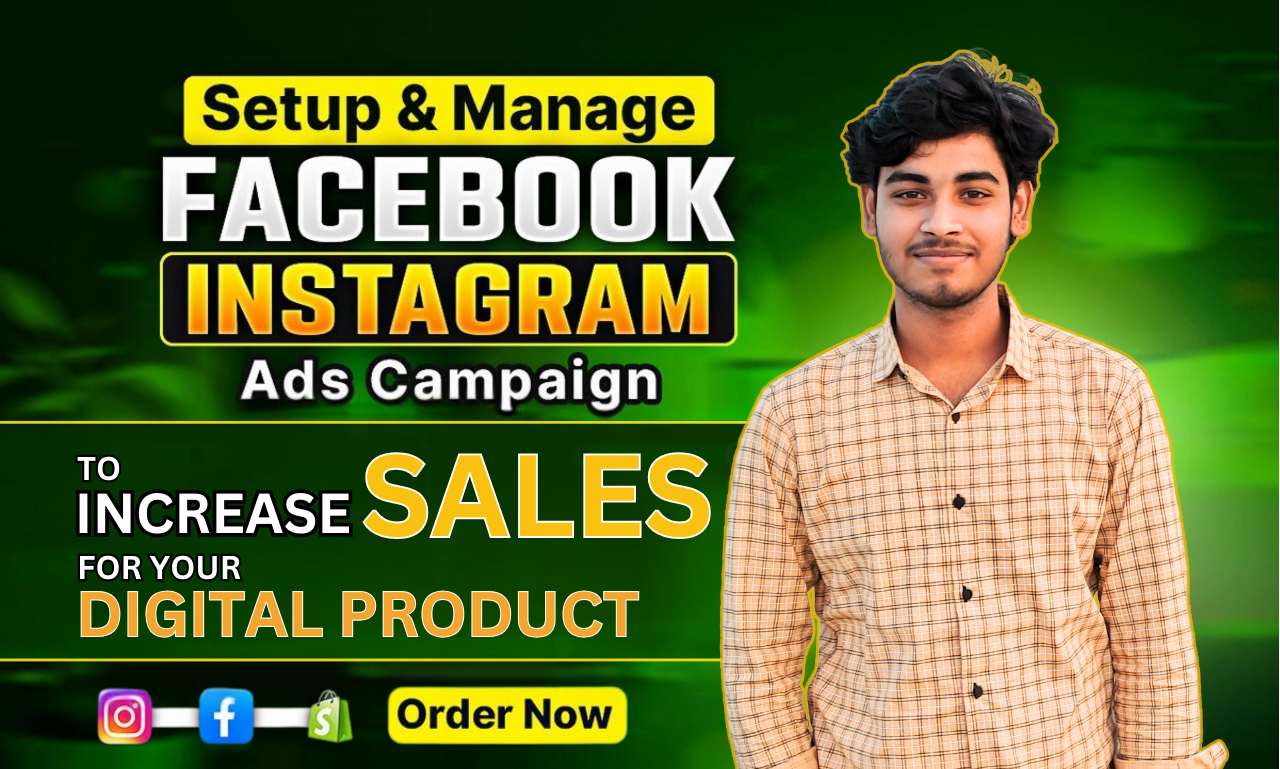 Setup & Manage
FACEBOOK
INSTAGRAM
Ads Campaign
TO
INCREASE SALES
FOR YOUR
DIGITAL PRODUCT
Order Now